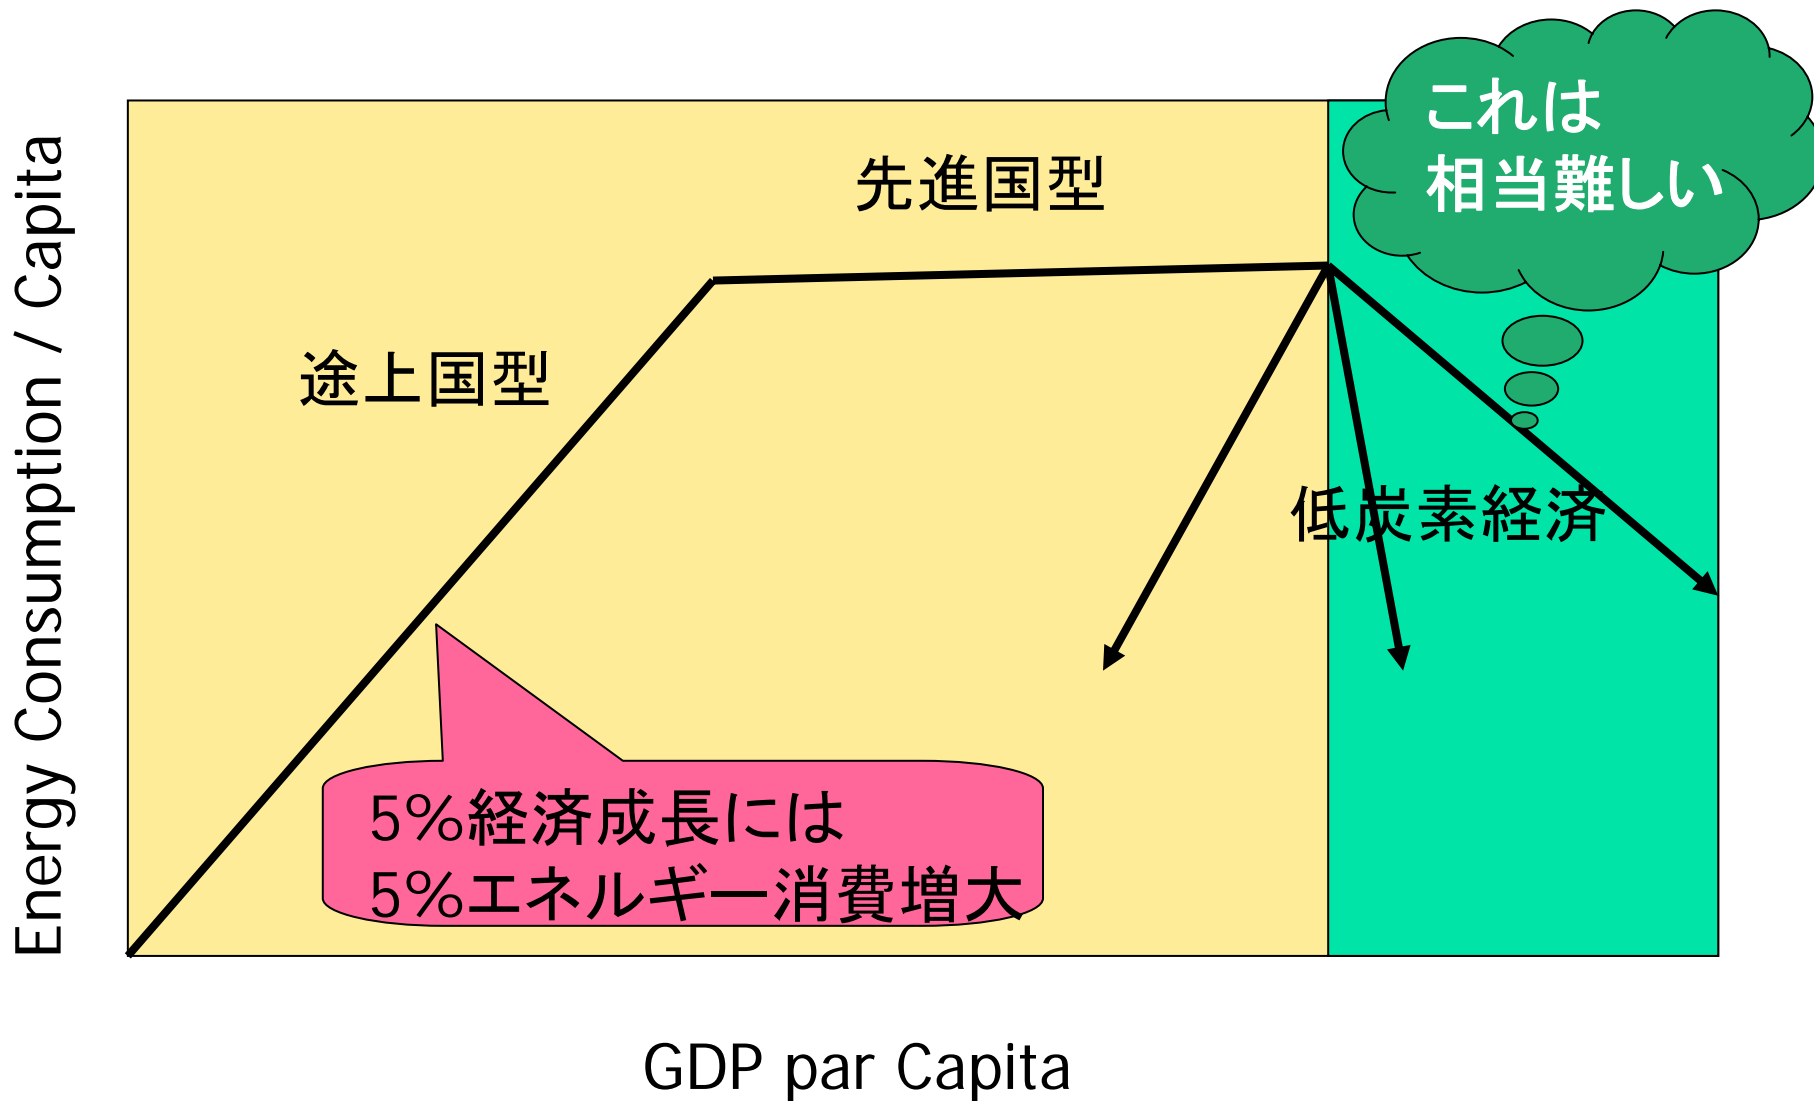 これは
相当難しい
先進国型
途上国型
低炭素経済
5%経済成長には
5%エネルギー消費増大
Energy Consumption / Capita
GDP par Capita